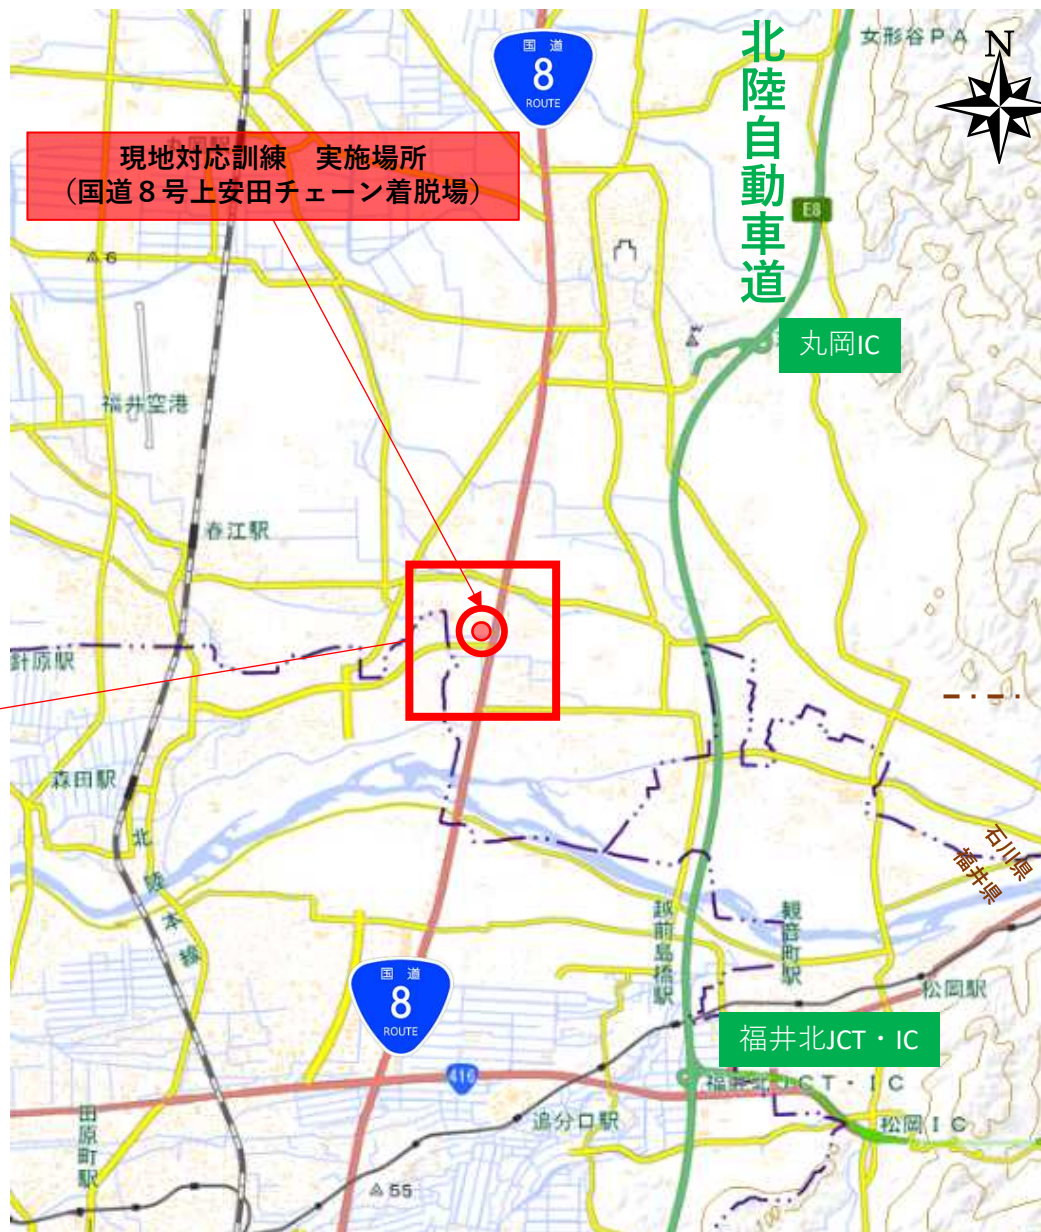 国道
8
ROUTE
北陸自動車道
女形谷PA
N
現地対応訓練　実施場所
（国道８号上安田チェーン着脱場）
E8
6
丸岡IC
福井空港
春江駅
針原駅
森田駅
北陸本線
石川県
福井県
越前島橋駅
観音町駅
松岡駅
国道
8
ROUTE
福井北JCT・IC
416
福井北JCT・IC
松岡IC
追分口駅
田原町駅
55
100